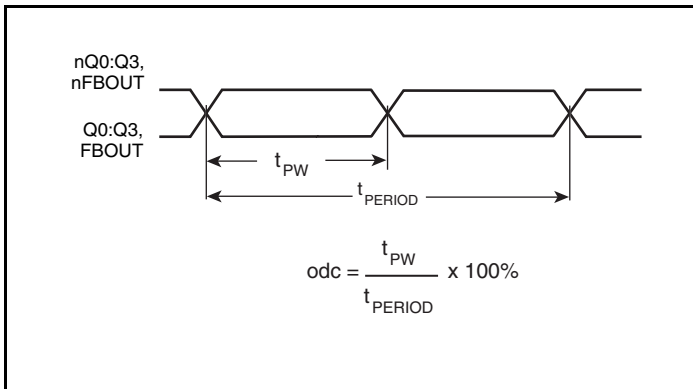 nQ0:Q3,
nFBOUT
Q0:Q3,
FBOUT
tPW
tPERIOD
odc = tPW / tPERIOD x 100%